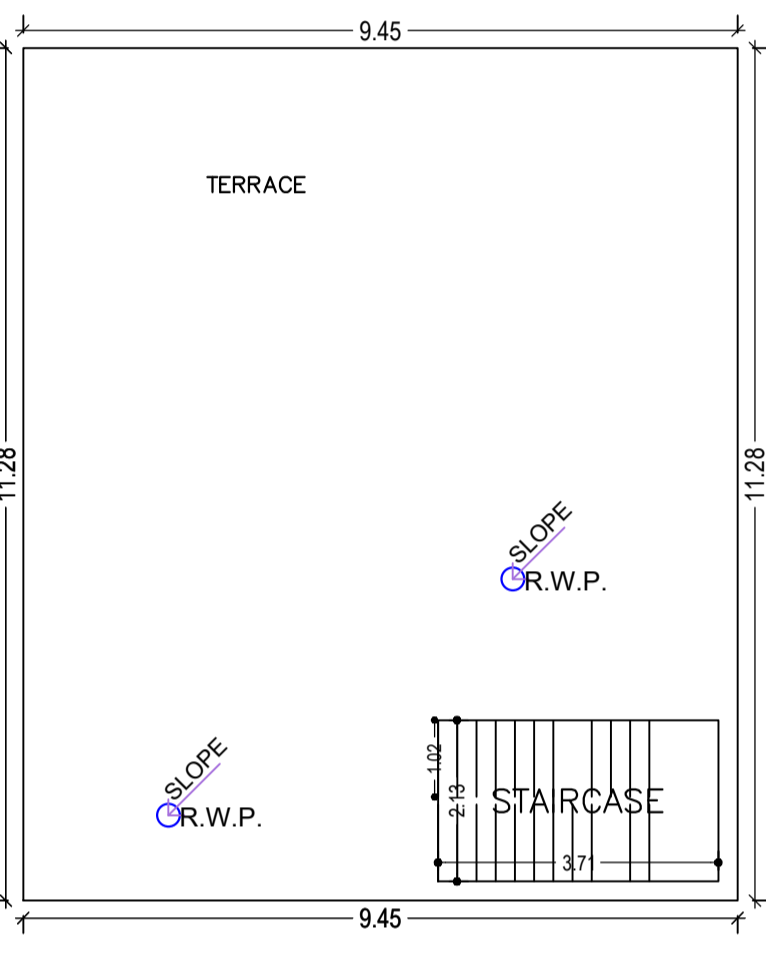 9.45
TERRACE
11.28
11.28
SLOPE
R.W.P.
SLOPE
R.W.P.
1.02
2.13
STAIRCASE
3.71
9.45